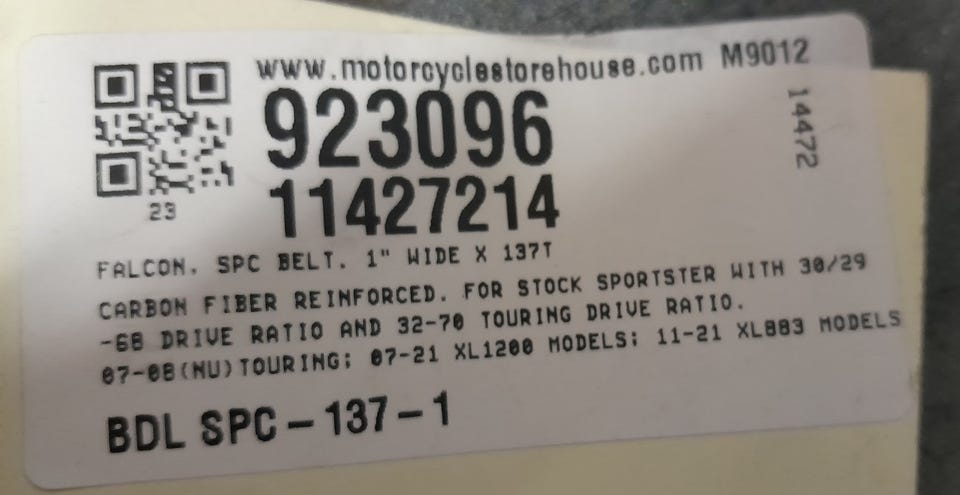 www.motorcyclestorehouse.com M9012
923096
14472
11427214
23
FALCON. SPC BELT. 1" WIDE X 137T
CARBON FIBER REINFORCED. FOR STOCK SPORTSTER WITH 30/29
-68 DRIVE RATIO AND 32-70 TOURING DRIVE RATIO.
07-08(NU)TOURING; 07-21 XL1200 MODELS; 11-21 XL883 MODELS
BDL SPC-137-1